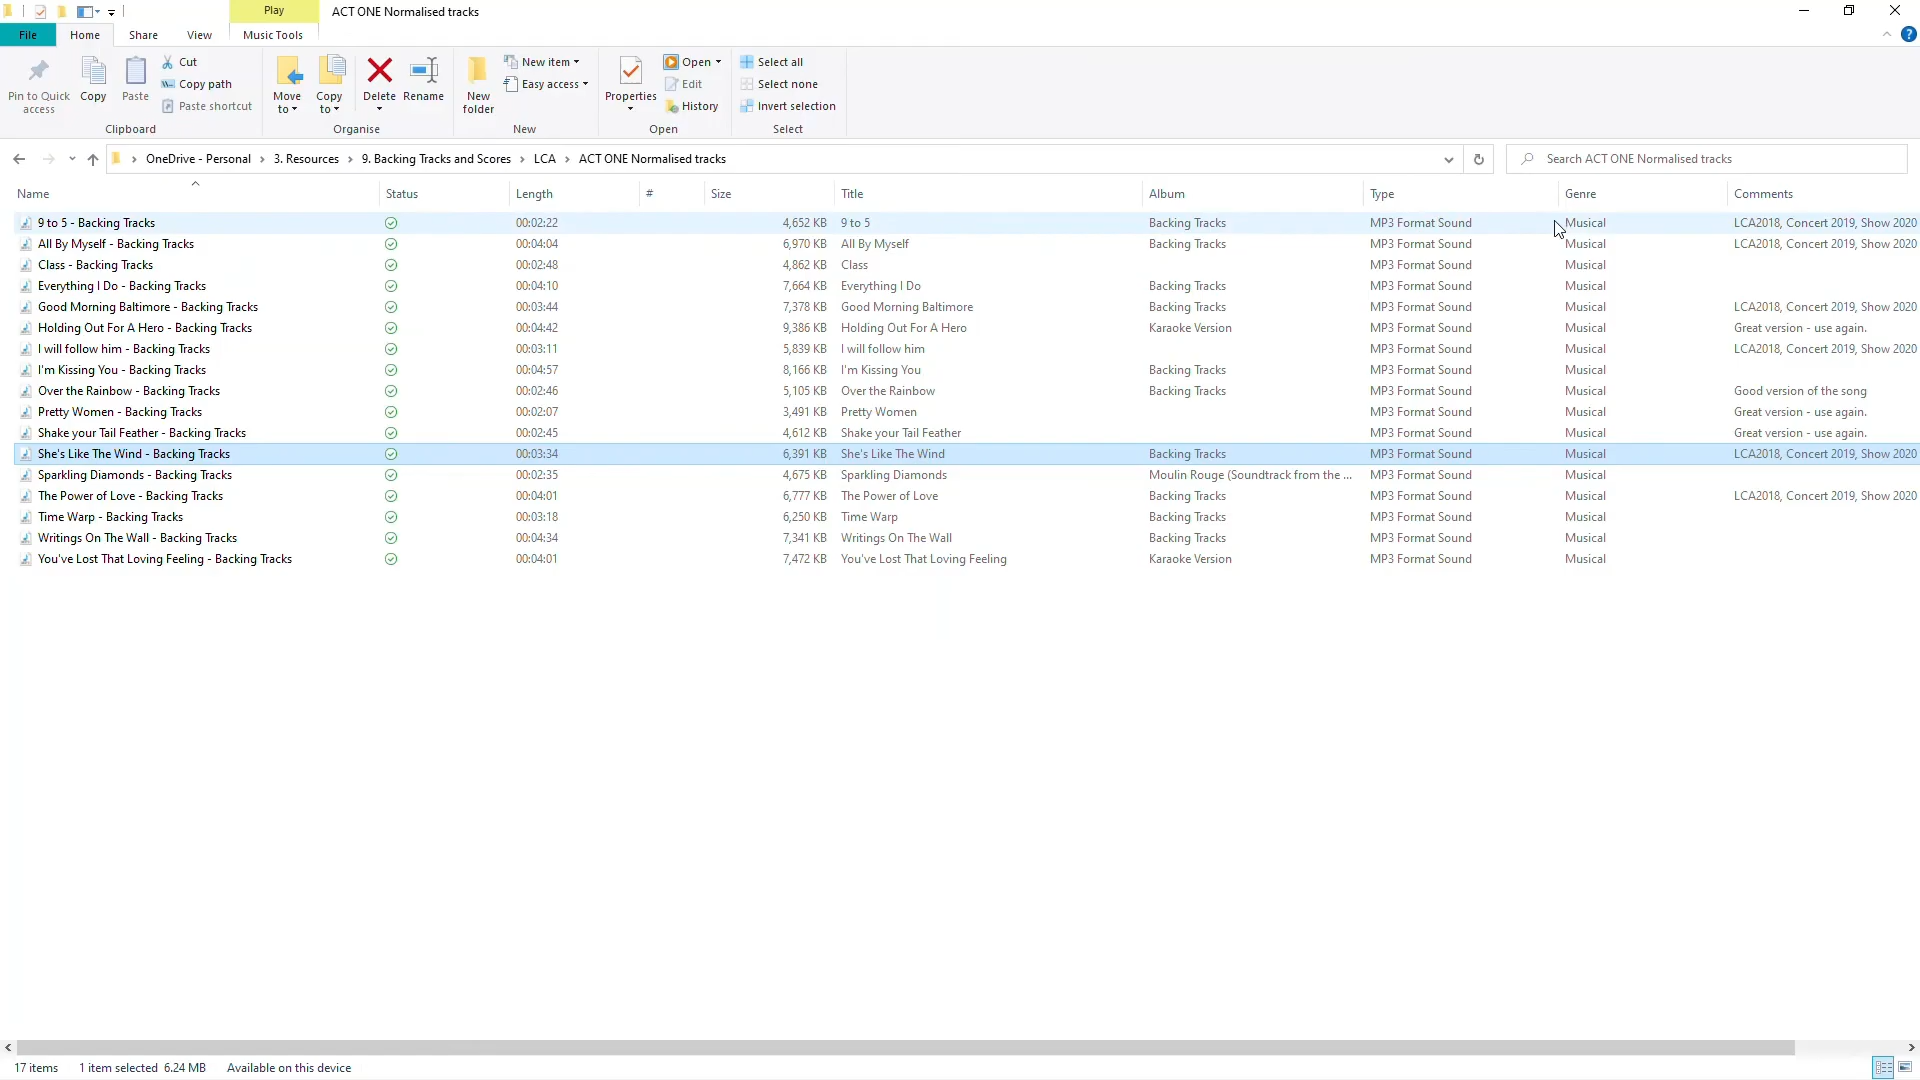 Play ACT ONE Normalised tracks
File Home Share View Music Tools
Pin to Quick access
Copy
Paste
Cut
Copy path
Paste shortcut
Clipboard
Move to
Copy to
Delete
Rename
Organise
New folder
New item
Easy access
New
Properties
Open
Edit
History
Open
Select all
Select none
Invert selection
Select
OneDrive - Personal > 3. Resources > 9. Backing Tracks and Scores > LCA > ACT ONE Normalised tracks Search ACT ONE Normalised tracks
Name Status Length # Size Title Album Type Genre Comments
9 to 5 - Backing Tracks 00:02:22 4,652 KB 9 to 5 Backing Tracks MP3 Format Sound Musical LCA2018, Concert 2019, Show 2020
All By Myself - Backing Tracks 00:04:04 6,970 KB All By Myself Backing Tracks MP3 Format Sound Musical LCA2018, Concert 2019, Show 2020
Class - Backing Tracks 00:02:48 4,862 KB Class MP3 Format Sound Musical
Everything I Do - Backing Tracks 00:04:10 7,664 KB Everything I Do Backing Tracks MP3 Format Sound Musical
Good Morning Baltimore - Backing Tracks 00:03:44 7,378 KB Good Morning Baltimore Backing Tracks MP3 Format Sound Musical LCA2018, Concert 2019, Show 2020
Holding Out For A Hero - Backing Tracks 00:04:42 9,386 KB Holding Out For A Hero Karaoke Version MP3 Format Sound Musical Great version - use again.
I will follow him - Backing Tracks 00:03:11 5,839 KB I will follow him MP3 Format Sound Musical LCA2018, Concert 2019, Show 2020
I'm Kissing You - Backing Tracks 00:04:57 8,166 KB I'm Kissing You Backing Tracks MP3 Format Sound Musical
Over the Rainbow - Backing Tracks 00:02:46 5,105 KB Over the Rainbow Backing Tracks MP3 Format Sound Musical Good version of the song
Pretty Women - Backing Tracks 00:02:07 3,491 KB Pretty Women MP3 Format Sound Musical Great version - use again.
Shake your Tail Feather - Backing Tracks 00:02:45 4,612 KB Shake your Tail Feather MP3 Format Sound Musical Great version - use again.
She's Like The Wind - Backing Tracks 00:03:34 6,391 KB She's Like The Wind Backing Tracks MP3 Format Sound Musical LCA2018, Concert 2019, Show 2020
Sparkling Diamonds - Backing Tracks 00:02:35 4,675 KB Sparkling Diamonds Moulin Rouge (Soundtrack from the ... MP3 Format Sound Musical
The Power of Love - Backing Tracks 00:04:01 6,777 KB The Power of Love Backing Tracks MP3 Format Sound Musical LCA2018, Concert 2019, Show 2020
Time Warp - Backing Tracks 00:03:18 6,250 KB Time Warp Backing Tracks MP3 Format Sound Musical
Writings On The Wall - Backing Tracks 00:04:34 7,341 KB Writings On The Wall Backing Tracks MP3 Format Sound Musical
You've Lost That Loving Feeling - Backing Tracks 00:04:01 7,472 KB You've Lost That Loving Feeling Karaoke Version MP3 Format Sound Musical
17 items 1 item selected 6.24 MB Available on this device